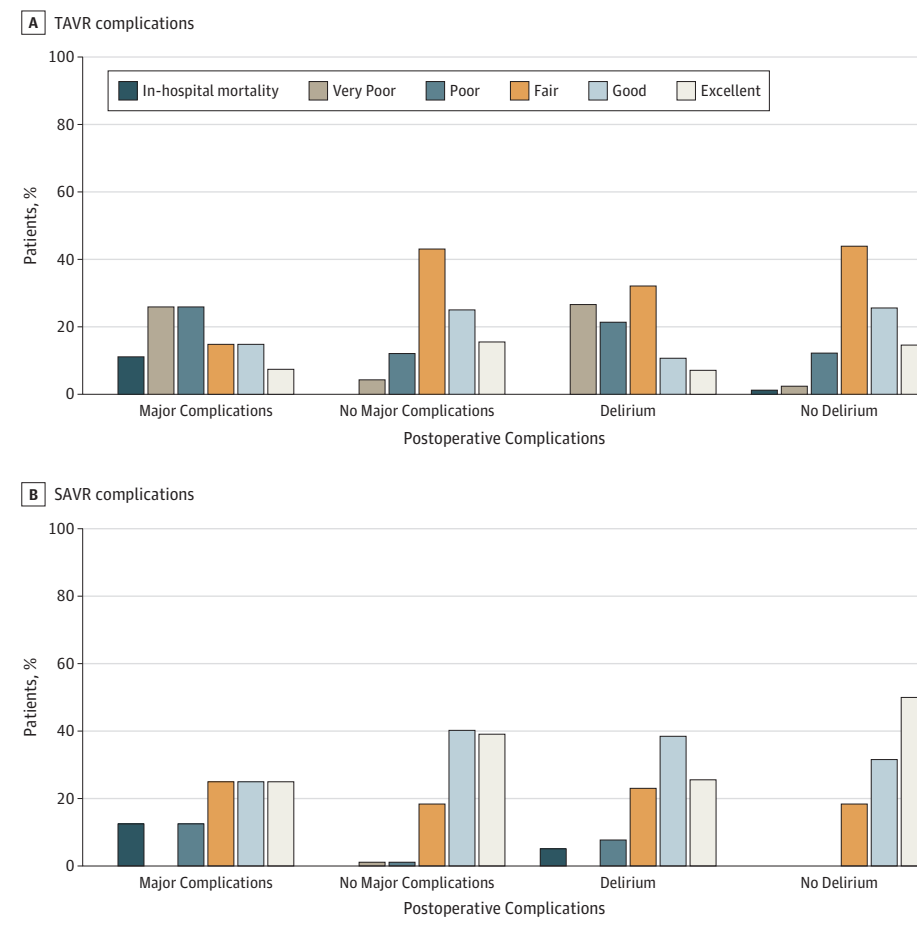 A TAVR complications
100
In-hospital mortality Very Poor Poor Fair Good Excellent
80
60
40
20
0
Patients, %
Major Complications No Major Complications Delirium No Delirium
Postoperative Complications
B SAVR complications
100
80
60
40
20
0
Patients, %
Major Complications No Major Complications Delirium No Delirium
Postoperative Complications